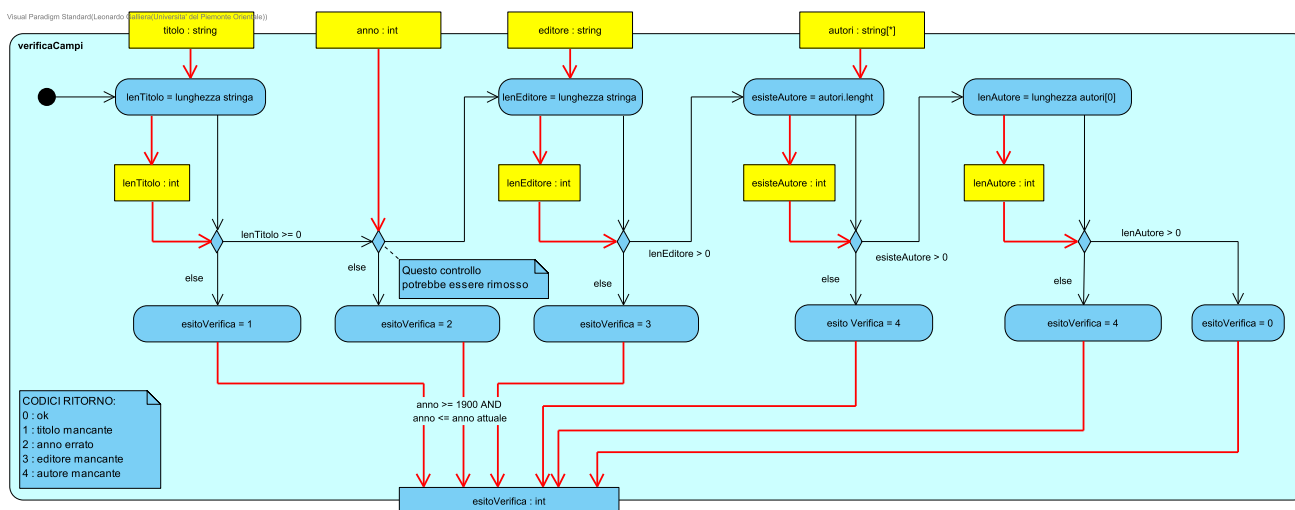 Visual Paradigm Standard(Leonardo Galliera(Universita' del Piemonte Orientale))
titolo : string
anno : int
editore : string
autori : string[*]
verificaCampi
lenTitolo = lunghezza stringa
lenEditore = lunghezza stringa
esisteAutore = autori.lenght
lenAutore = lunghezza autori[0]
lenTitolo : int
lenEditore : int
esisteAutore : int
lenAutore : int
lenTitolo >= 0
lenEditore > 0
esisteAutore > 0
lenAutore > 0
else
else
else
else
else
Questo controllo
potrebbe essere rimosso
esitoVerifica = 1
esitoVerifica = 2
esitoVerifica = 3
esito Verifica = 4
esitoVerifica = 4
esitoVerifica = 0
anno >= 1900 AND
anno <= anno attuale
CODICI RITORNO:
0 : ok
1 : titolo mancante
2 : anno errato
3 : editore mancante
4 : autore mancante
esitoVerifica : int